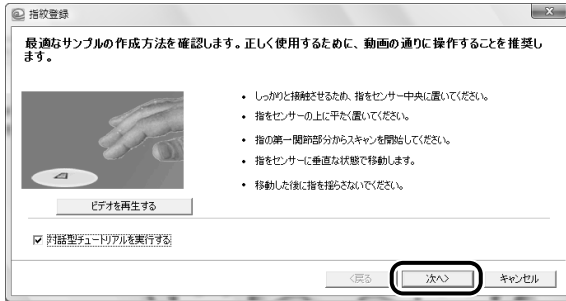 指紋登録
最適なサンプルの作成方法を確認します。正しく使用するために、動画の通りに操作することを推奨し
ます。
• しっかりと接触させるため、指をセンサー中央に置いてください。
• 指をセンサーの上に平たく置いてください。
• 指の第一関節部分からスキャンを開始してください。
• 指をセンサーに垂直な状態で移動します。
• 移動した後に指を揺らさないでください。
ビデオを再生する
対話型チュートリアルを実行する
<戻る 次へ> キャンセル